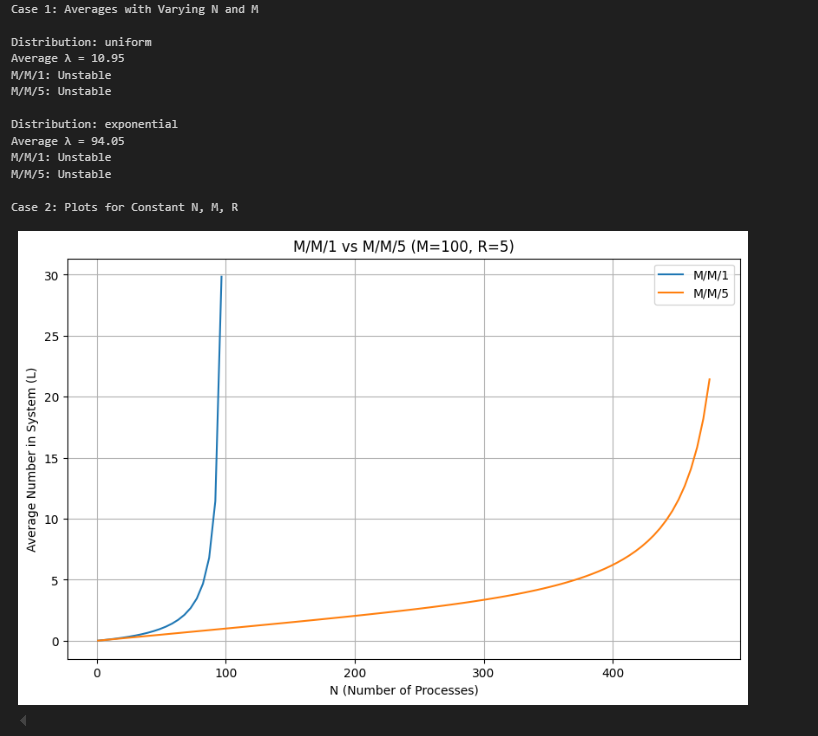 Case 1: Averages with Varying N and M
Distribution: uniform
Average λ = 10.95
M/M/1: Unstable
M/M/5: Unstable
Distribution: exponential
Average λ = 94.05
M/M/1: Unstable
M/M/5: Unstable
Case 2: Plots for Constant N, M, R
M/M/1 vs M/M/5 (M=100, R=5)
M/M/1
M/M/5
Average Number in System (L)
30
25
20
15
10
5
0
0 100 200 300 400
N (Number of Processes)